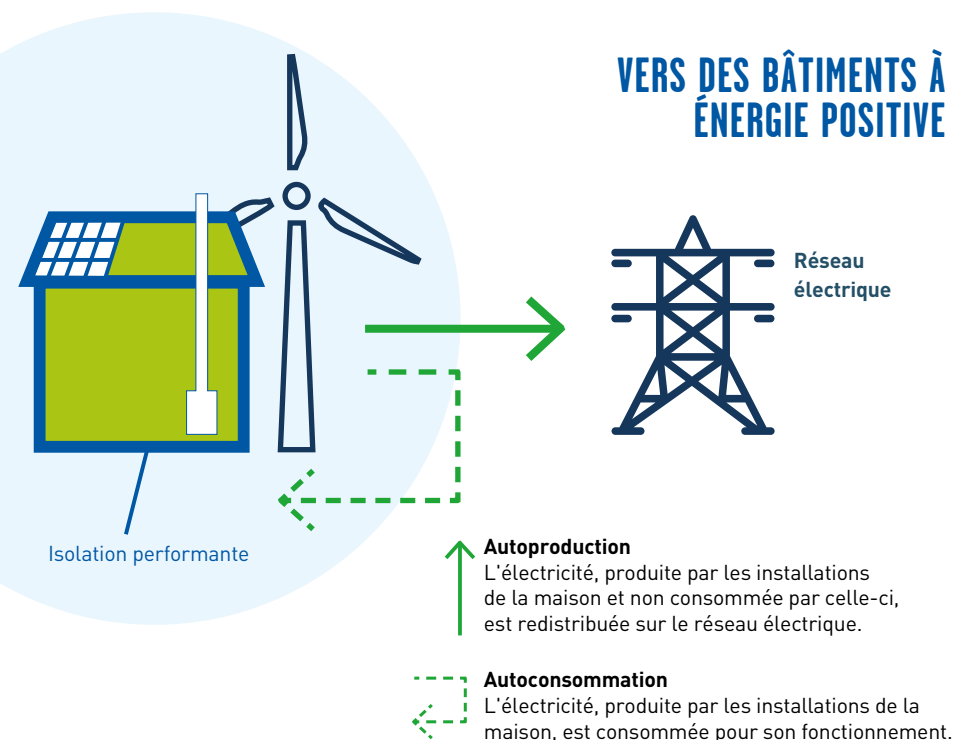 VERS DES BÂTIMENTS À
ÉNERGIE POSITIVE
Réseau
électrique
Isolation performante
Autoproduction
L'électricité, produite par les installations
de la maison et non consommée par celle-ci,
est redistribuée sur le réseau électrique.
Autoconsommation
L'électricité, produite par les installations de la
maison, est consommée pour son fonctionnement.